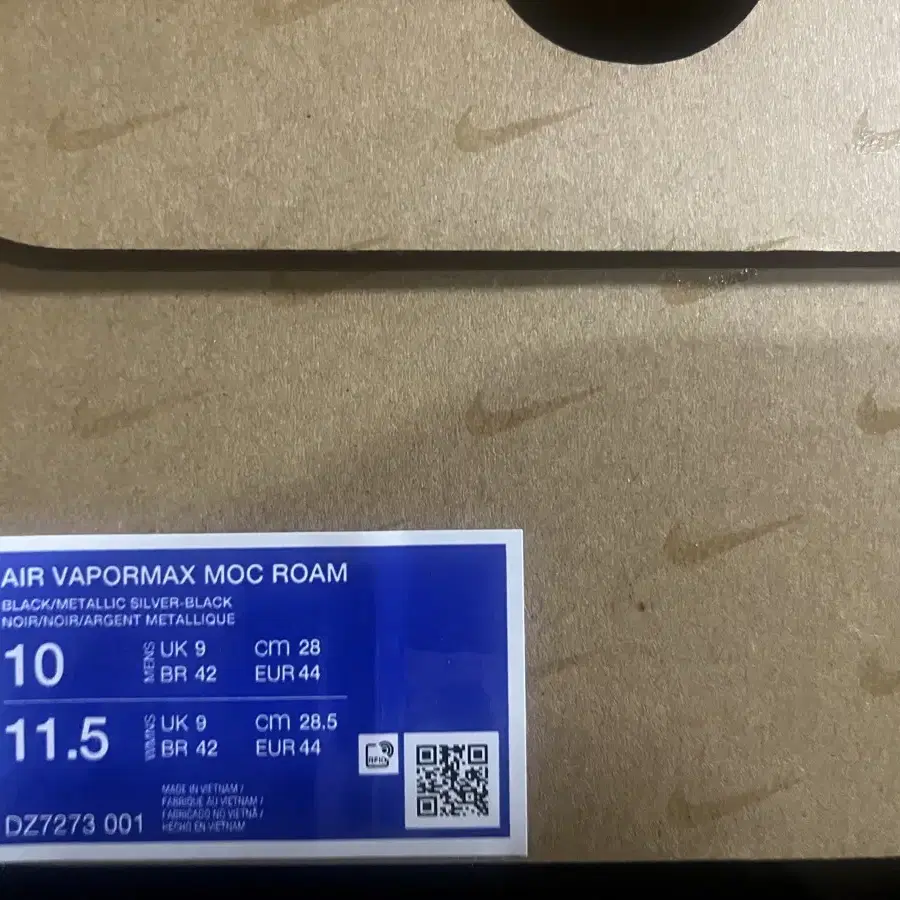 AIR VAPORMAX MOC ROAM
BLACK/METALLIC SILVER-BLACK
NOIR/NOIR/ARGENT METALLIQUE
10 MENS UK 9 cm 28
BR 42 EUR 44
11.5 WMNS UK 9 cm 28.5
BR 42 EUR 44
RFID
MADE IN VIETNAM /
FABRIQUE AU VIETNAM /
FABRICADO NO VIETNÃ /
HECHO EN VIETNAM
DZ7273 001